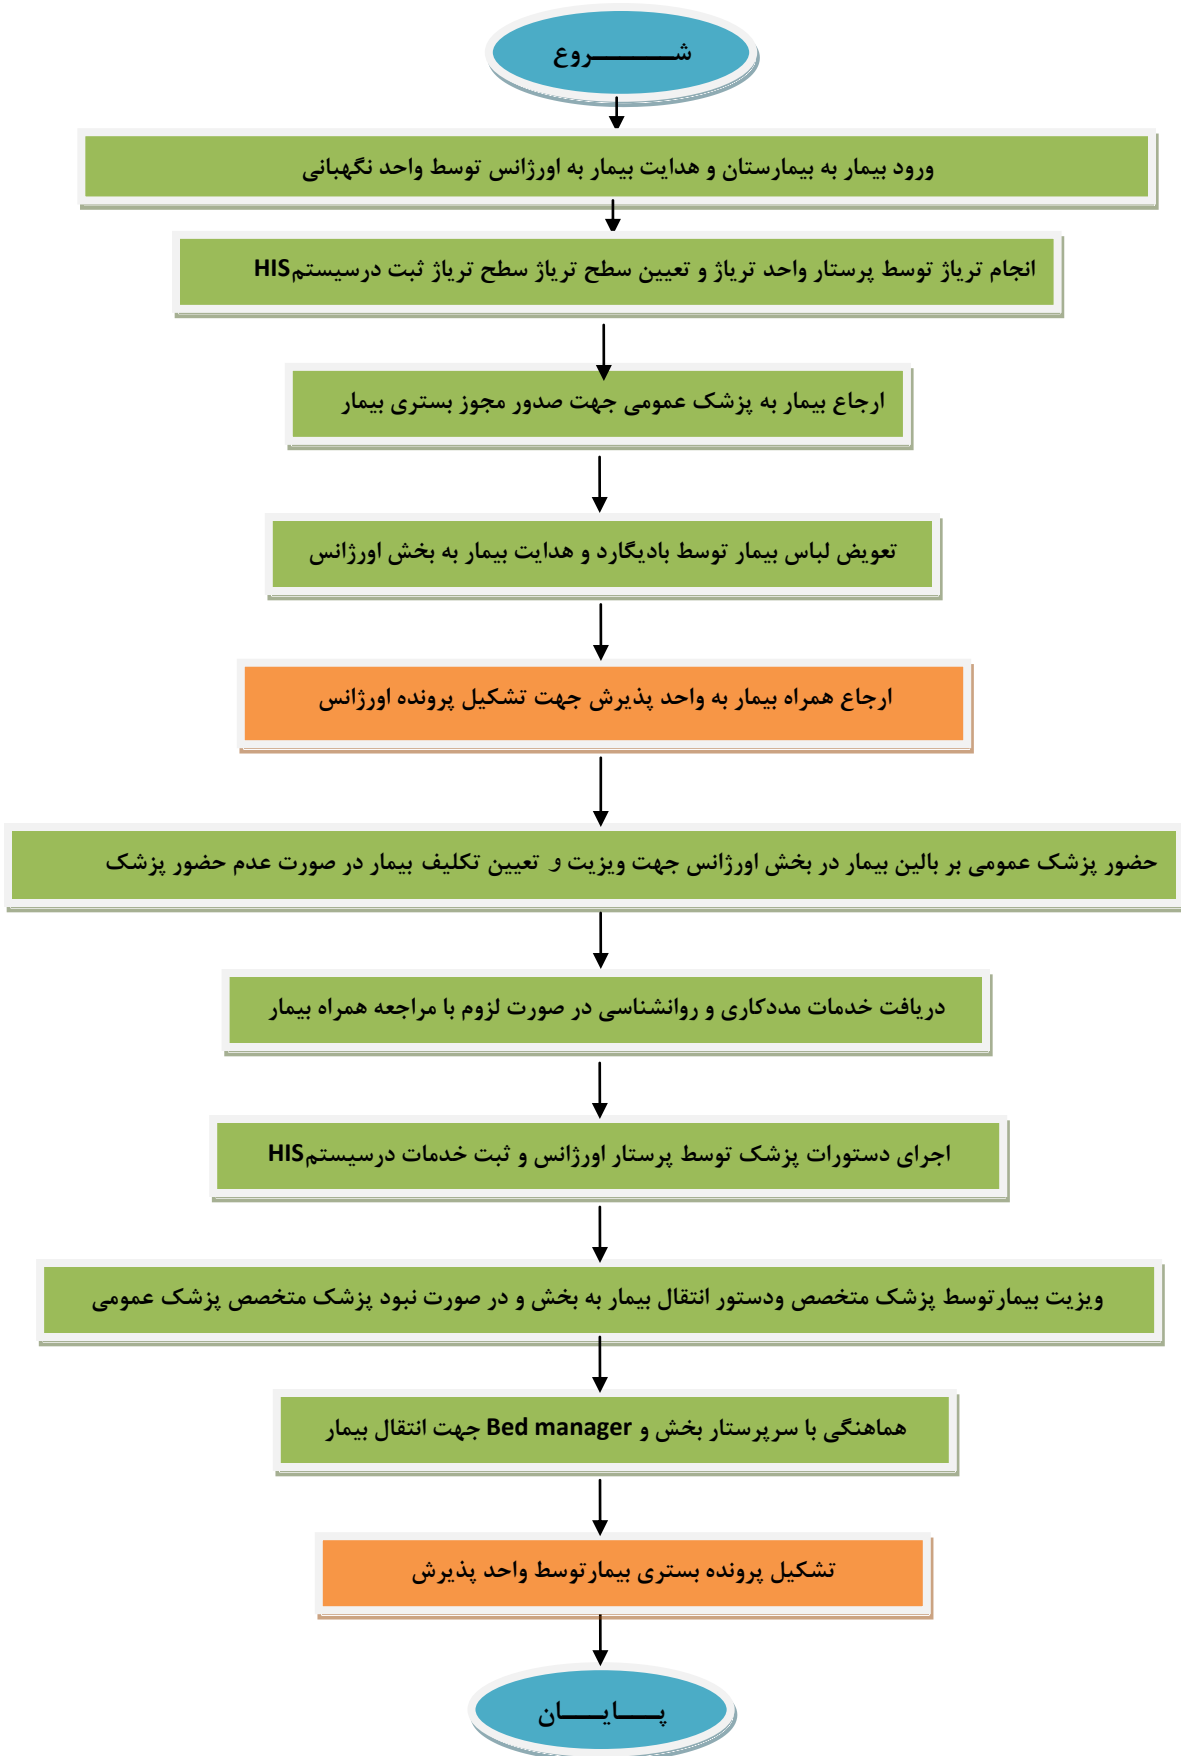 شـــــــــروع
ورود بیمار به بیمارستان و هدایت بیمار به اورژانس توسط واحد نگهبانی
انجام تریاژ توسط پرستار واحد تریاژ و تعیین سطح تریاژ سطح تریاژ ثبت درسیستمHIS
ارجاع بیمار به پزشک عمومی جهت صدور مجوز بستری بیمار
تعویض لباس بیمار توسط بادیگارد و هدایت بیمار به بخش اورژانس
ارجاع همراه بیمار به واحد پذیرش جهت تشکیل پرونده اورژانس
حضور پزشک عمومی بر بالین بیمار در بخش اورژانس جهت ویزیت و تعیین تکلیف بیمار در صورت عدم حضور پزشک
دریافت خدمات مددکاری و روانشناسی در صورت لزوم با مراجعه همراه بیمار
اجرای دستورات پزشک توسط پرستار اورژانس و ثبت خدمات درسیستمHIS
ویزیت بیمارتوسط پزشک متخصص ودستور انتقال بیمار به بخش و در صورت نبود پزشک متخصص پزشک عمومی
هماهنگی با سرپرستار بخش و Bed manager جهت انتقال بیمار
تشکیل پرونده بستری بیمارتوسط واحد پذیرش
پــــایــــان